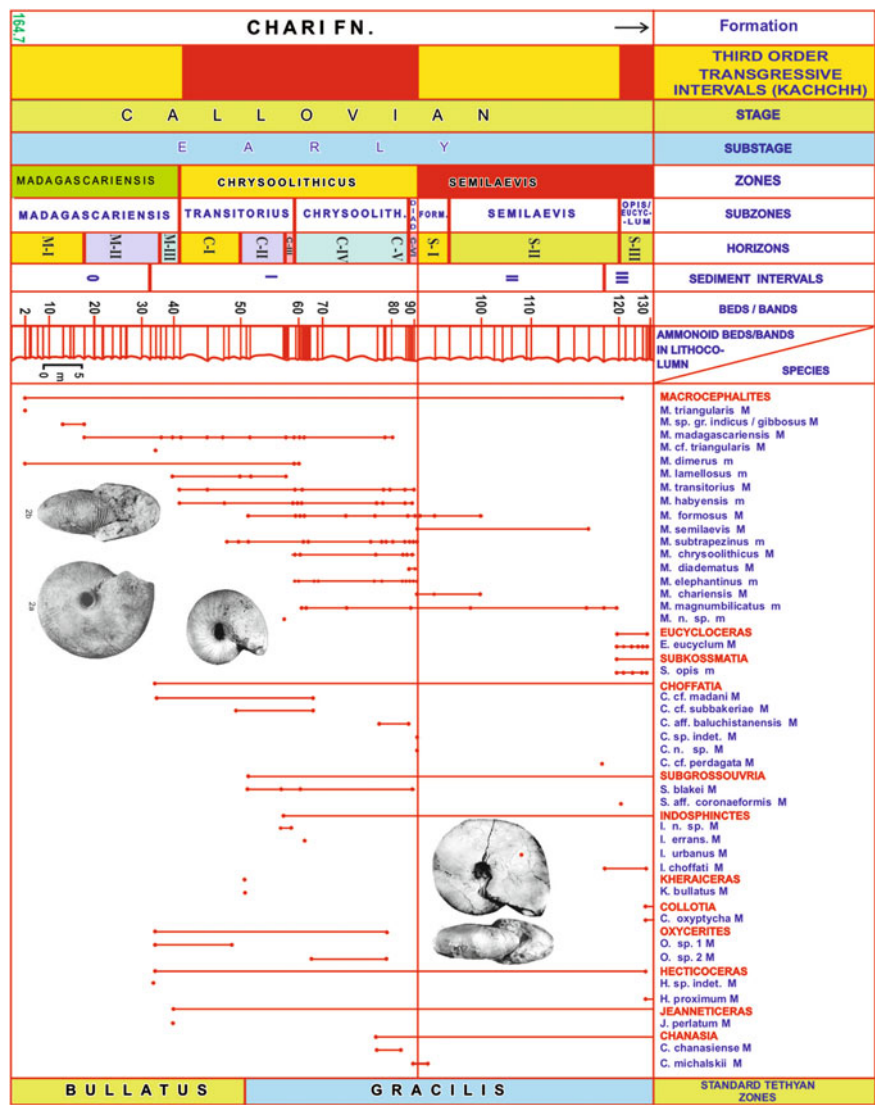 164.7
CHARI FN.
Formation
THIRD ORDER
TRANSGRESSIVE
INTERVALS (KACHCHH)
C A L L O V I A N
STAGE
E A R L Y
SUBSTAGE
MADAGASCARIENSIS CHRYSOOLITHICUS SEMILAEVIS ZONES
MADAGASCARIENSIS TRANSITORIUS CHRYSOOLITH. DIAD FORM. SEMILAEVIS OPIS/ EUCYC- -LUM SUBZONES
M-I M-II M-III C-I C-II C-III C-IV C-V C-VI S-I S-II S-III HORIZONS
0 I II III SEDIMENT INTERVALS
2 10 20 30 40 50 60 70 80 90 100 110 120 130 BEDS / BANDS
AMMONOID BEDS/BANDS
IN LITHOCO-
LUMN
SPECIES
0 5
m
MACROCEPHALITES
M. triangularis M
M. sp. gr. indicus / gibbosus M
M. madagascariensis M
M. cf. triangularis M
M. dimerus m
M. lamellosus m
M. transitorius M
M. habyensis m
M. formosus M
M. semilaevis M
M. subtrapezinus m
M. chrysoolithicus M
M. diadematus M
M. elephantinus m
M. chariensis M
M. magnumbilicatus m
M. n. sp. m
2b
2a
EUCYCLOCERAS
E. eucyclum M
SUBKOSSMATIA
S. opis m
CHOFFATIA
C. cf. madani M
C. cf. subbakeriae M
C. aff. baluchistanensis M
C. sp. indet. M
C. n. sp. M
C. cf. perdagata M
SUBGROSSOUVRIA
S. blakei M
S. aff. coronaeformis M
INDOSPHINCTES
I. n. sp. M
I. errans. M
I. urbanus M
I. choffati M
KHERAICERAS
K. bullatus M
COLLOTIA
C. oxyptycha M
OXYCERITES
O. sp. 1 M
O. sp. 2 M
HECTICOCERAS
H. sp. indet. M
H. proximum M
JEANNETICERAS
J. perlatum M
CHANASIA
C. chanasiense M
C. michalskii M
BULLATUS GRACILIS STANDARD TETHYAN
ZONES